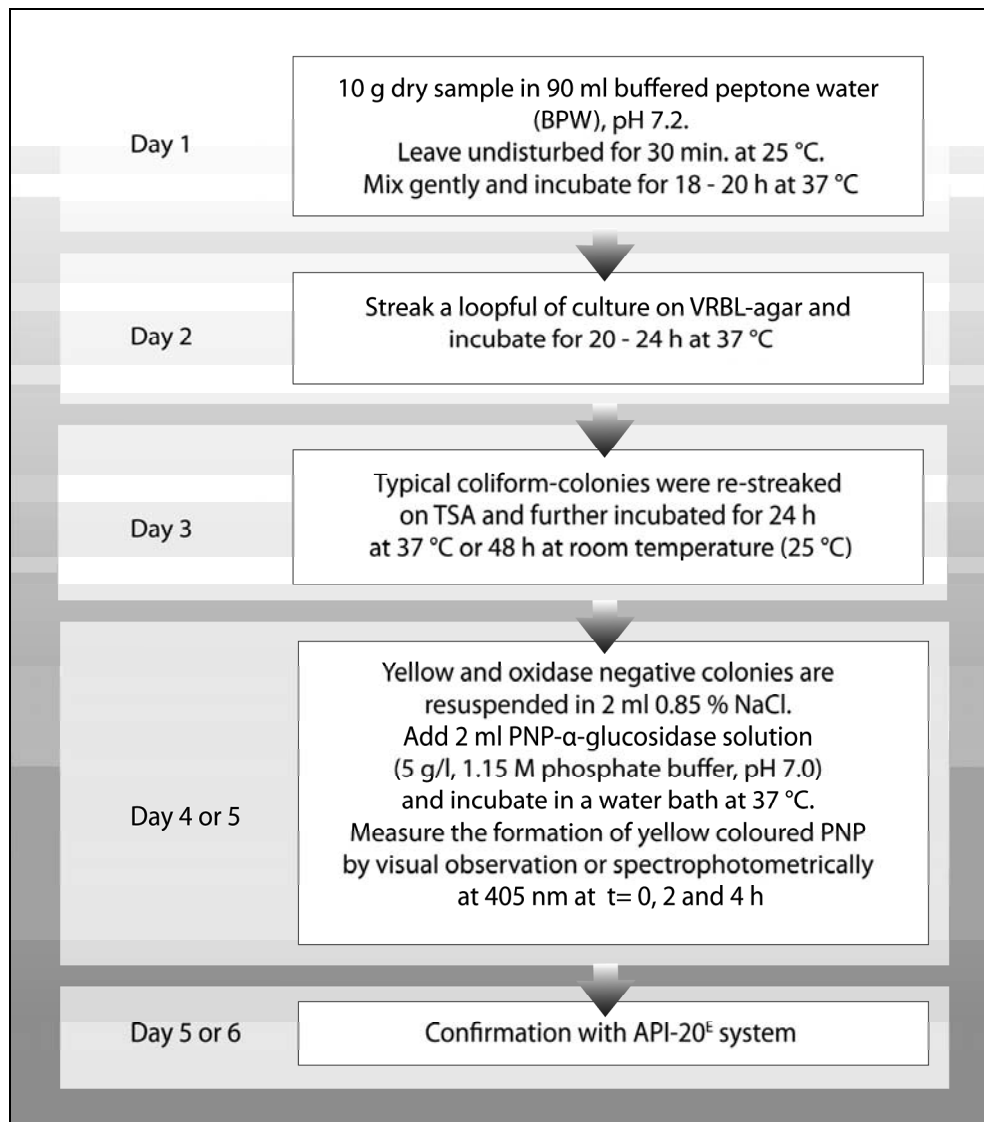 Day 1
10 g dry sample in 90 ml buffered peptone water
(BPW), pH 7.2.
Leave undisturbed for 30 min. at 25 °C.
Mix gently and incubate for 18 - 20 h at 37 °C
Day 2
Streak a loopful of culture on VRBL-agar and
incubate for 20 - 24 h at 37 °C
Day 3
Typical coliform-colonies were re-streaked
on TSA and further incubated for 24 h
at 37 °C or 48 h at room temperature (25 °C)
Day 4 or 5
Yellow and oxidase negative colonies are
resuspended in 2 ml 0.85 % NaCl.
Add 2 ml PNP-α-glucosidase solution
(5 g/l, 1.15 M phosphate buffer, pH 7.0)
and incubate in a water bath at 37 °C.
Measure the formation of yellow coloured PNP
by visual observation or spectrophotometrically
at 405 nm at t= 0, 2 and 4 h
Day 5 or 6
Confirmation with API-20ᴱ system